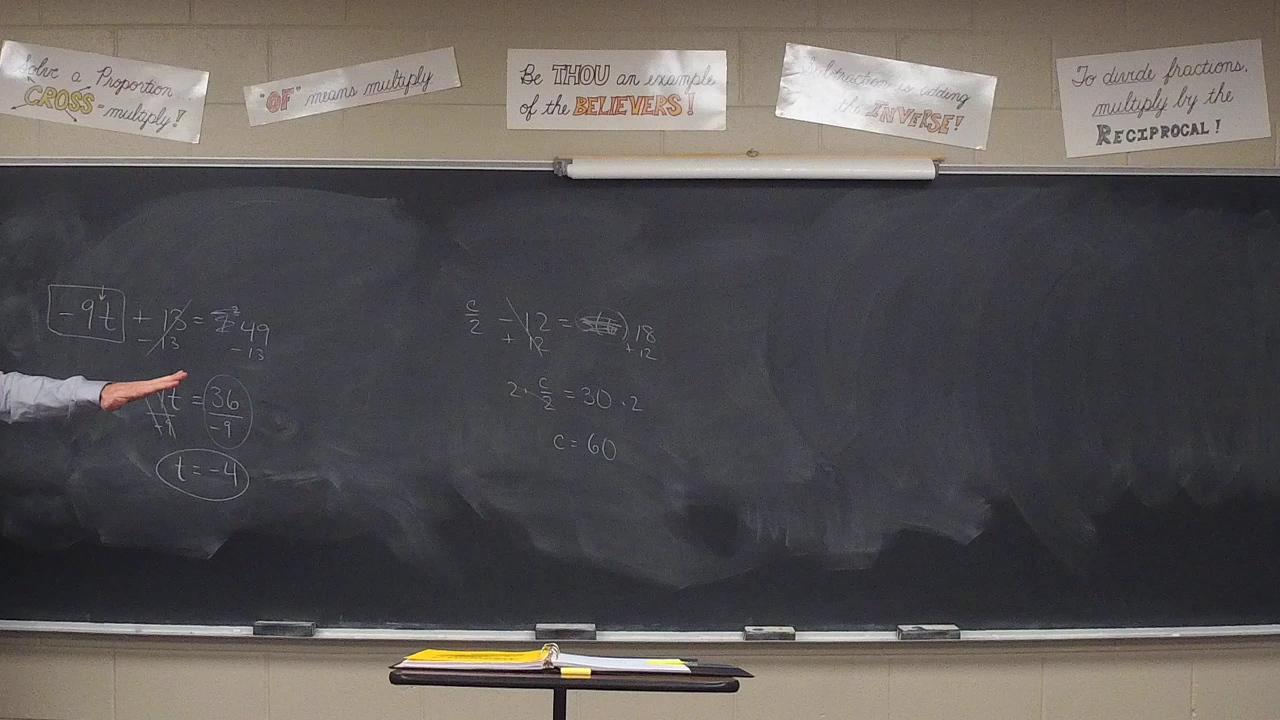 Solve a Proportion...
CROSS-multiply!
"OF" means multiply
Be THOU an example
of the BELIEVERS!
Subtraction is adding
the INVERSE!
To divide fractions,
multiply by the
RECIPROCAL!
-9t + 13 = 49
-13 -13
t = 36
-9
t = -4
c/2 - 12 = 18
+ 12 +12
2 · c/2 = 30 · 2
c = 60